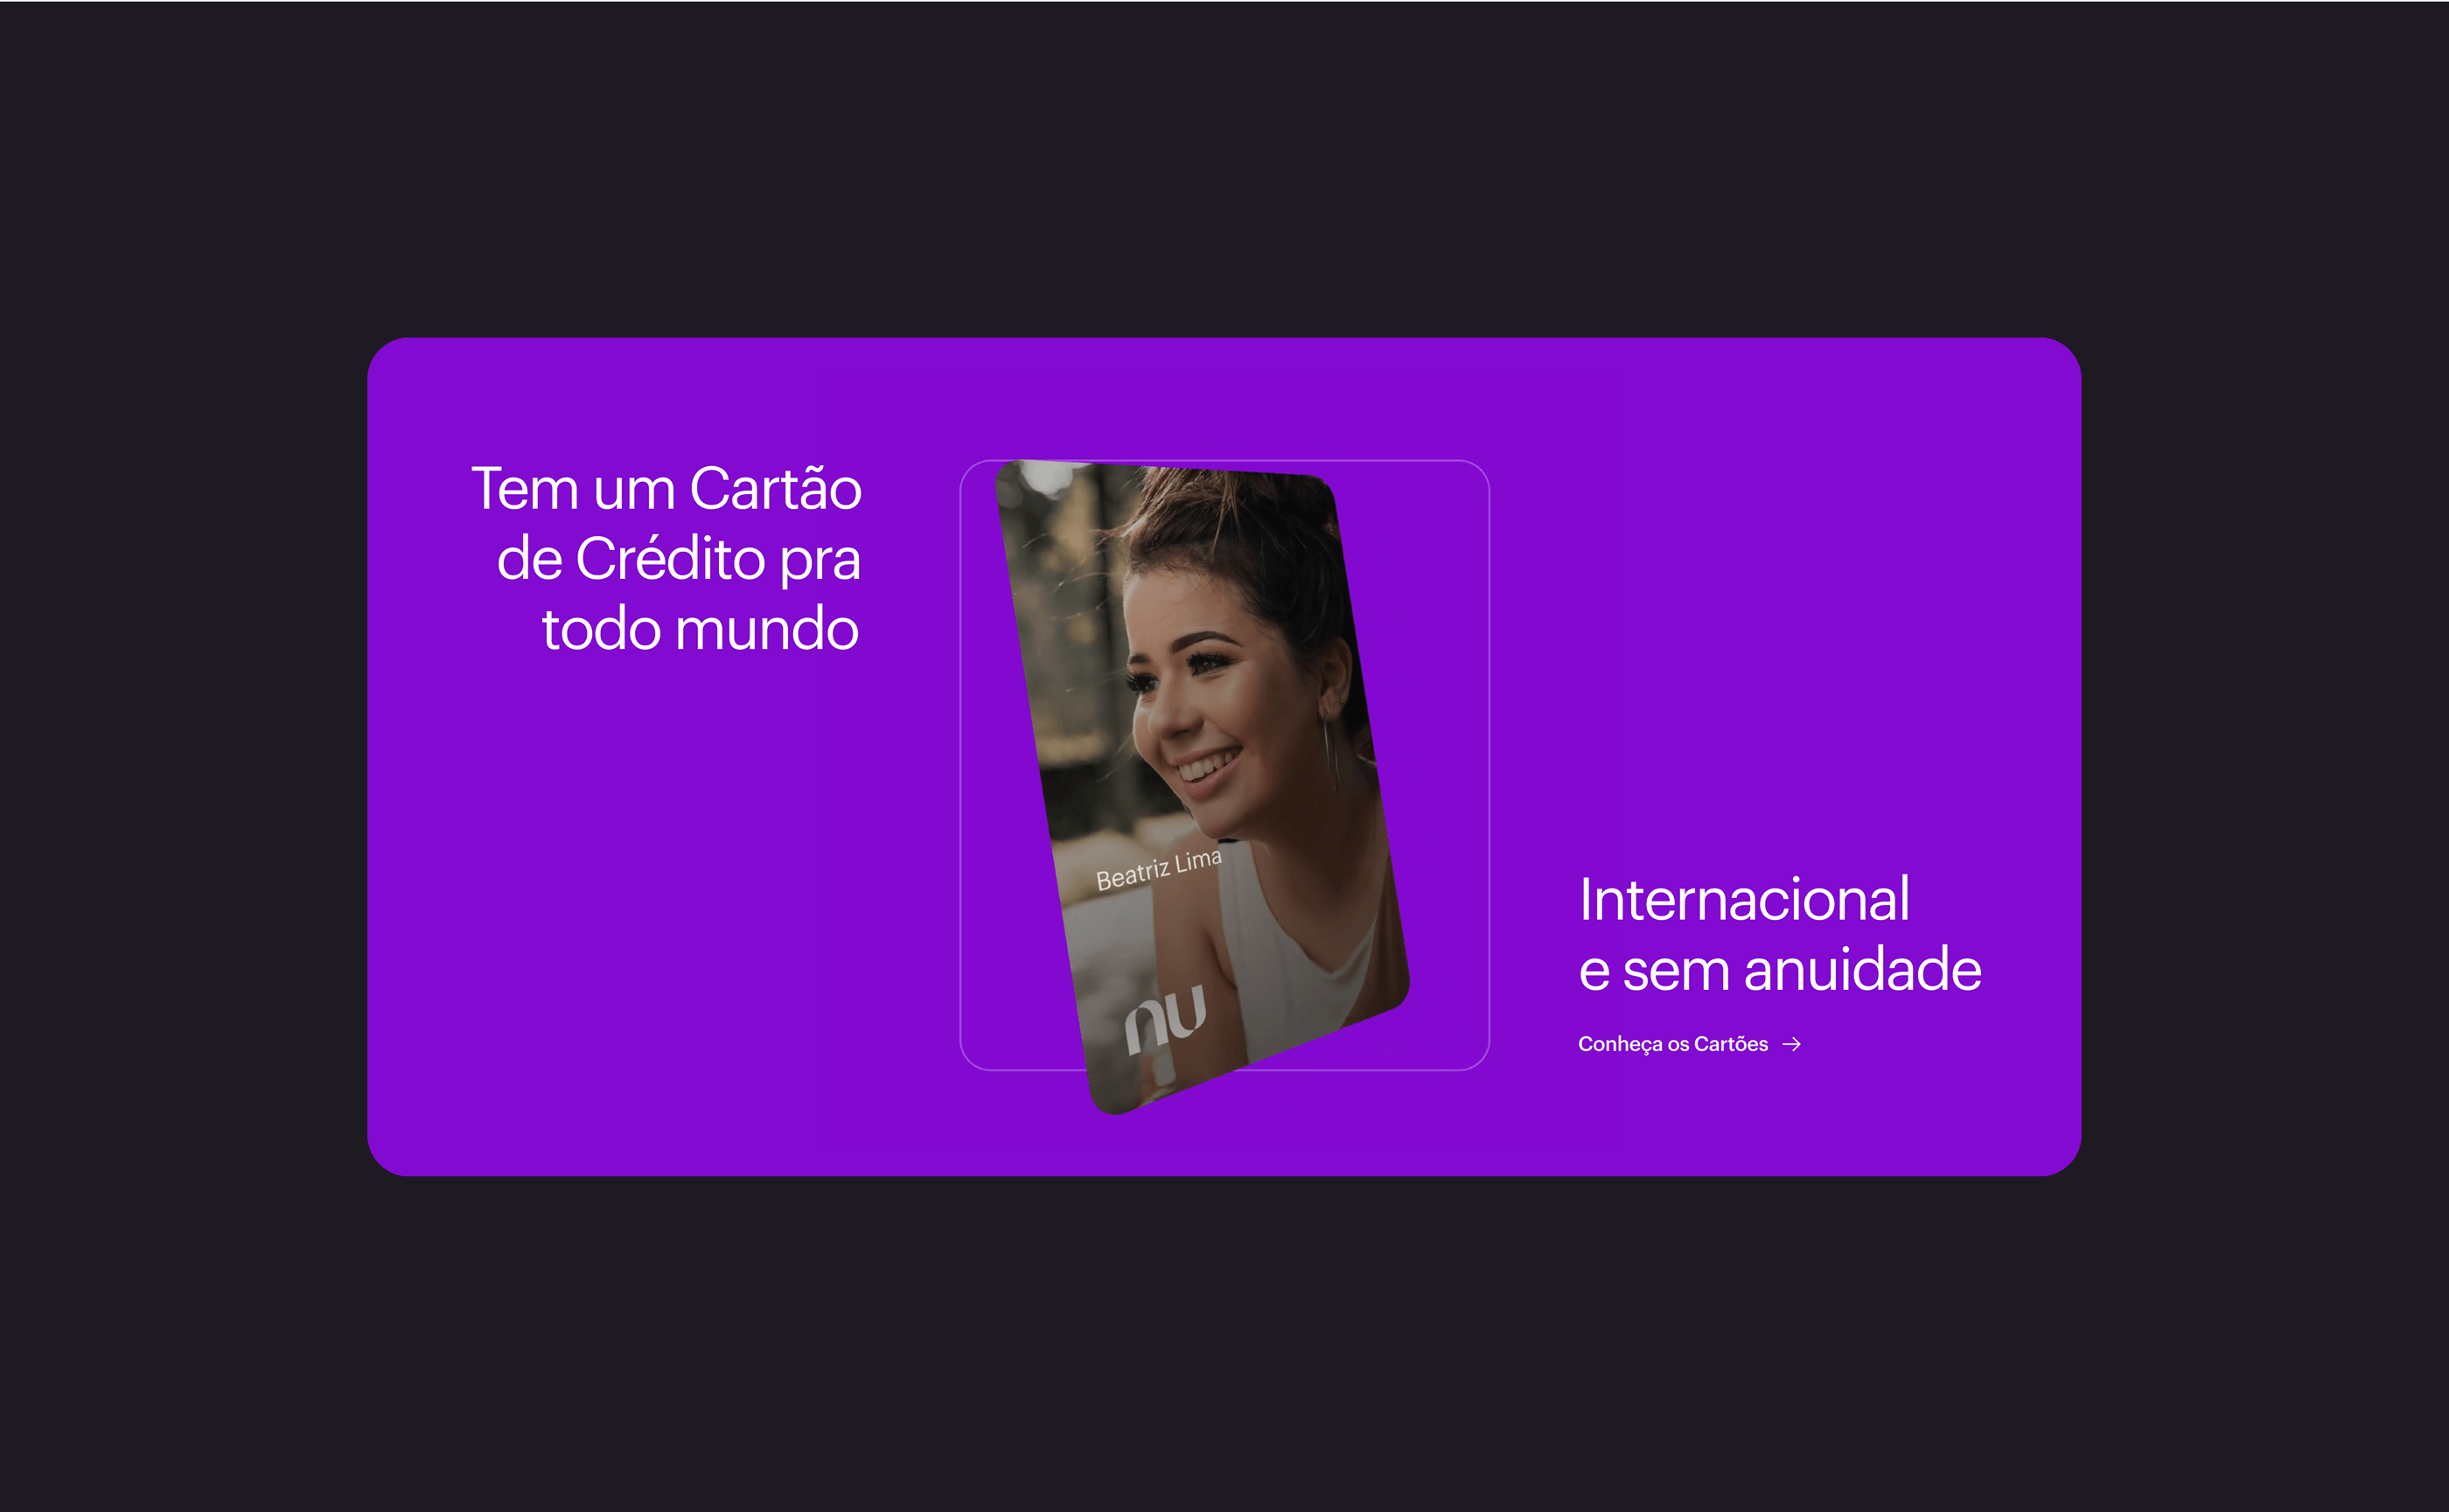 Tem um Cartão
de Crédito pra
todo mundo
Beatriz Lima
nu
Internacional
e sem anuidade
Conheça os Cartões →